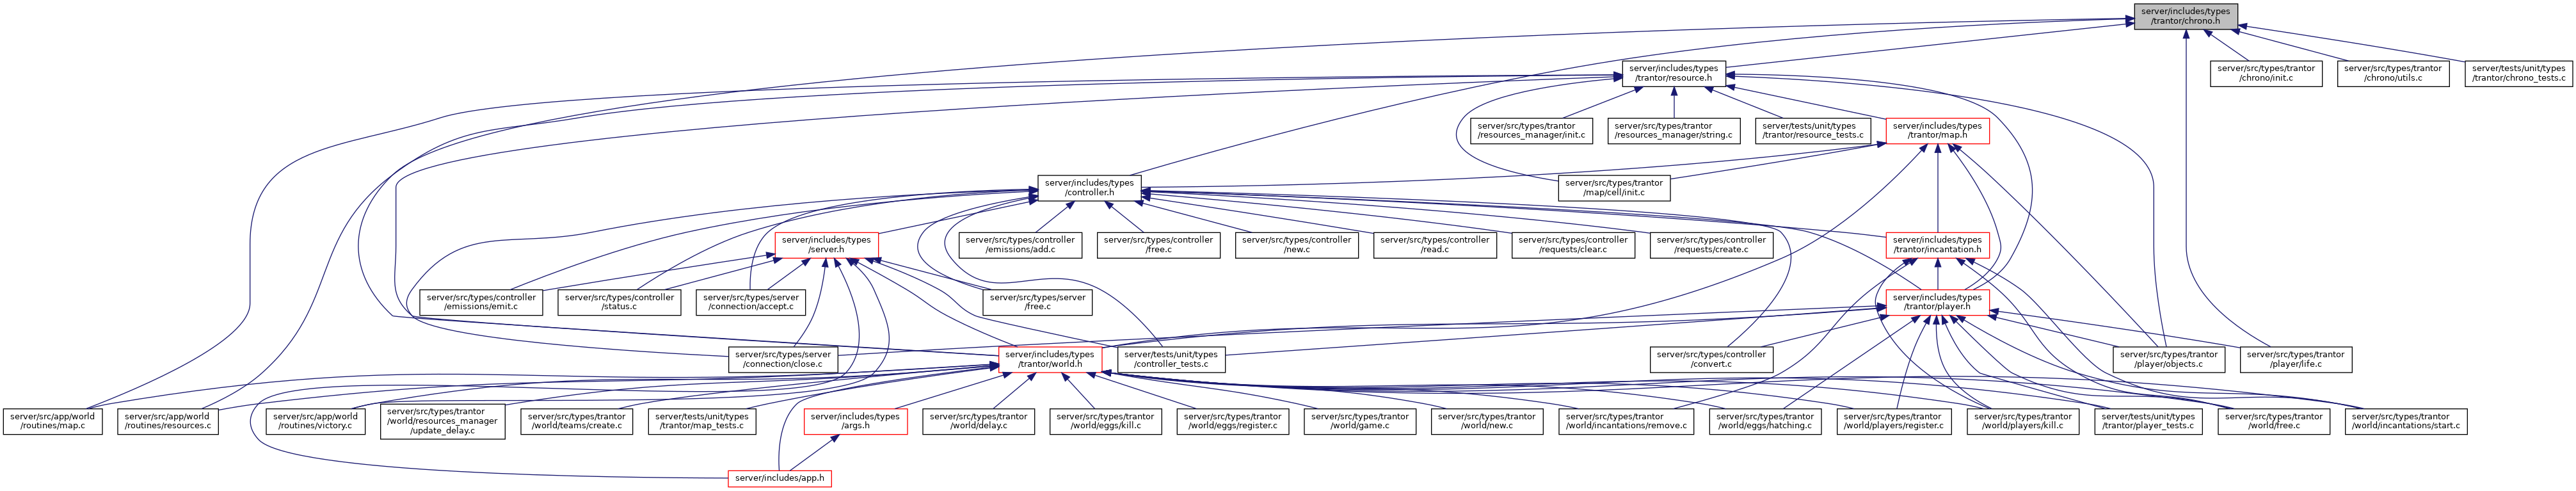 server/includes/types
/trantor/chrono.h
server/includes/types
/trantor/resource.h
server/src/types/trantor
/chrono/init.c
server/src/types/trantor
/chrono/utils.c
server/tests/unit/types
/trantor/chrono_tests.c
server/src/types/trantor
/resources_manager/init.c
server/src/types/trantor
/resources_manager/string.c
server/tests/unit/types
/trantor/resource_tests.c
server/includes/types
/trantor/map.h
server/includes/types
/controller.h
server/src/types/trantor
/map/cell/init.c
server/includes/types
/server.h
server/src/types/controller
/emissions/add.c
server/src/types/controller
/free.c
server/src/types/controller
/new.c
server/src/types/controller
/read.c
server/src/types/controller
/requests/clear.c
server/src/types/controller
/requests/create.c
server/includes/types
/trantor/incantation.h
server/src/types/controller
/emissions/emit.c
server/src/types/controller
/status.c
server/src/types/server
/connection/accept.c
server/src/types/server
/free.c
server/includes/types
/trantor/player.h
server/src/types/server
/connection/close.c
server/includes/types
/trantor/world.h
server/tests/unit/types
/controller_tests.c
server/src/types/controller
/convert.c
server/src/types/trantor
/player/objects.c
server/src/types/trantor
/player/life.c
server/src/app/world
/routines/map.c
server/src/app/world
/routines/resources.c
server/src/app/world
/routines/victory.c
server/src/types/trantor
/world/resources_manager
/update_delay.c
server/src/types/trantor
/world/teams/create.c
server/tests/unit/types
/trantor/map_tests.c
server/includes/types
/args.h
server/src/types/trantor
/world/delay.c
server/src/types/trantor
/world/eggs/kill.c
server/src/types/trantor
/world/eggs/register.c
server/src/types/trantor
/world/game.c
server/src/types/trantor
/world/new.c
server/src/types/trantor
/world/incantations/remove.c
server/src/types/trantor
/world/eggs/hatching.c
server/src/types/trantor
/world/players/register.c
server/src/types/trantor
/world/players/kill.c
server/tests/unit/types
/trantor/player_tests.c
server/src/types/trantor
/world/free.c
server/src/types/trantor
/world/incantations/start.c
server/includes/app.h